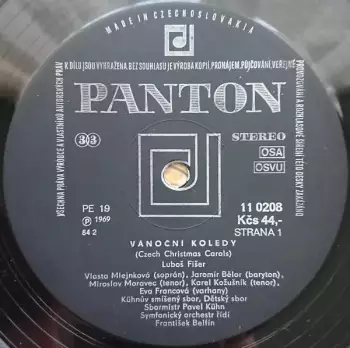 MADE IN CZECHOSLOVAKIA
VŠECHNA PRÁVA VÝROBCE A VLASTNÍKŮ AUTORSKÝCH PRÁV
K DÍLU JSOU VYHRAŽENA. BEZ SOUHLASU JE VÝROBA KOPIÍ, PRONÁJEM, PŮJČOVÁNÍ, VEŘEJNÉ
PROVOZOVÁNÍ A ROZHLASOVÉ ŠÍŘENÍ TÉTO DESKY ZAKÁZÁNO
PANTON
33
STEREO
OSA
OSVU
PE 19
℗ 1969
S4 2
11 0208
Kčs 44,-
STRANA 1
VÁNOČNÍ KOLEDY
(Czech Christmas Carols)
Luboš Fišer
Vlasta Mlejnková (soprán), Jaromír Bělor (baryton),
Miroslav Moravec (tenor), Karel Kožušník (tenor),
Eva Francová (varhany)
Kühnův smíšený sbor, Dětský sbor
Sbormistr Pavel Kühn
Symfonický orchestr řídí
František Belfín